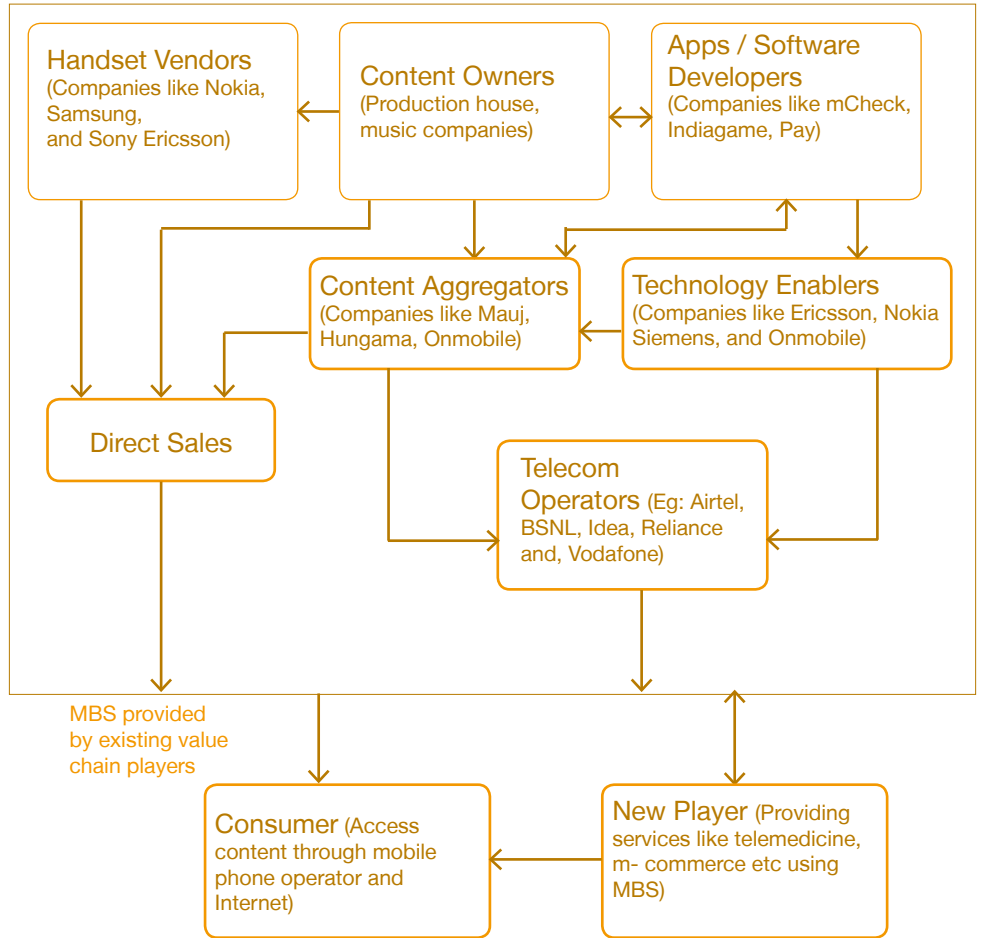 Handset Vendors
(Companies like Nokia,
Samsung,
and Sony Ericsson)
Content Owners
(Production house,
music companies)
Apps / Software
Developers
(Companies like mCheck,
Indiagame, Pay)
Content Aggregators
(Companies like Mauj,
Hungama, Onmobile)
Technology Enablers
(Companies like Ericsson, Nokia
Siemens, and Onmobile)
Direct Sales
Telecom
Operators (Eg: Airtel,
BSNL, Idea, Reliance
and, Vodafone)
MBS provided
by existing value
chain players
Consumer (Access
content through mobile
phone operator and
Internet)
New Player (Providing
services like telemedicine,
m- commerce etc using
MBS)